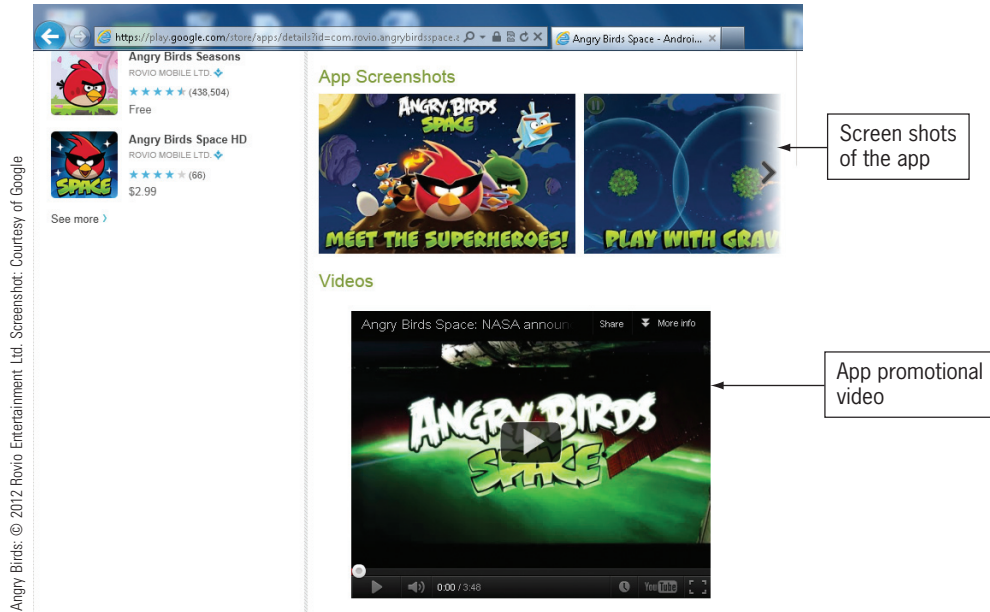 https://play.google.com/store/apps/details?id=com.rovio.angrybirdsspace.a
Angry Birds Space - Androi...
Angry Birds Seasons
ROVIO MOBILE LTD.
(438,504)
Free
Angry Birds Space HD
ROVIO MOBILE LTD.
(66)
$2.99
See more ›
SPACE
App Screenshots
ANGRY BIRDS
SPACE
MEET THE SUPERHEROES!
PLAY WITH GRAV
Screen shots
of the app
Videos
Angry Birds Space: NASA announ
Share
More info
ANGRY BIRDS
SPACE
0:00 / 3:48
YouTube
App promotional
video
Angry Birds: © 2012 Rovio Entertainment Ltd. Screenshot: Courtesy of Google